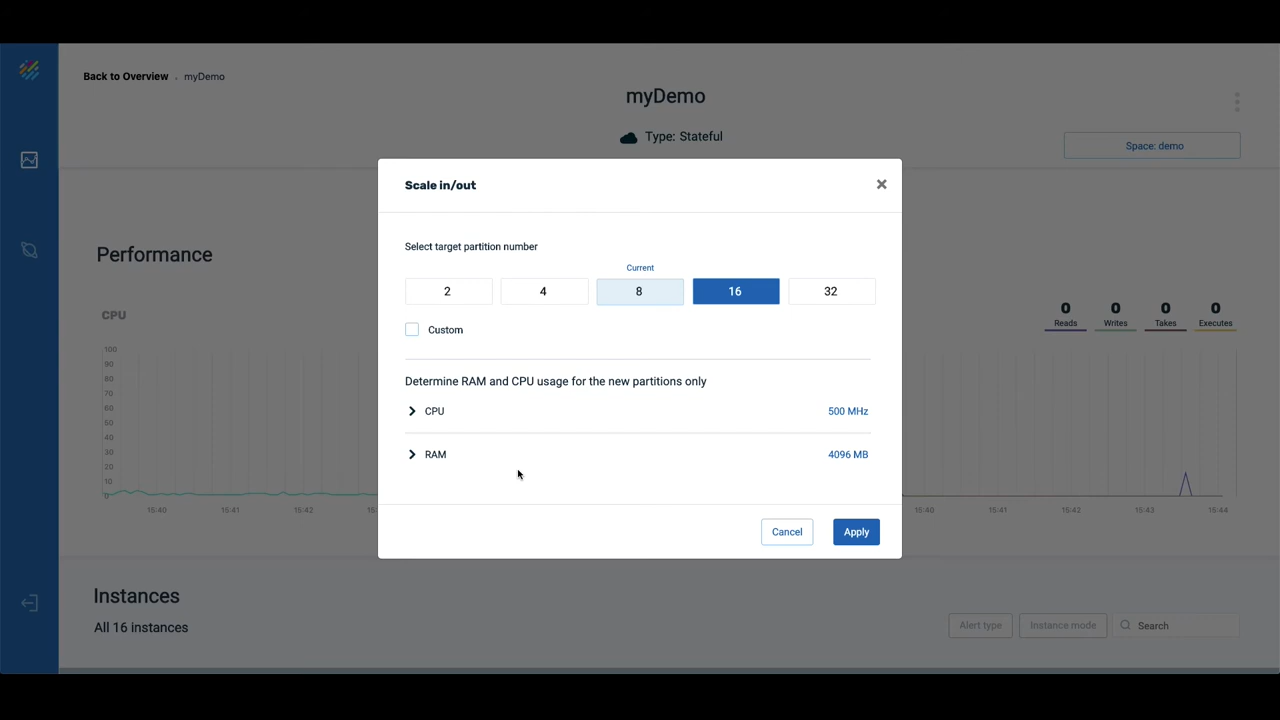 Back to Overview . myDemo
myDemo
Type: Stateful
Space: demo
Scale in/out
Select target partition number
Current
2 4 8 16 32
Custom
Determine RAM and CPU usage for the new partitions only
CPU 500 MHz
RAM 4096 MB
Cancel Apply
Performance
CPU
0 0 0 0
Reads Writes Takes Executes
100
90
80
70
60
50
40
30
20
10
0
15:40 15:41 15:42 15:40 15:41 15:42 15:43 15:44
Instances
All 16 instances
Alert type Instance mode Search